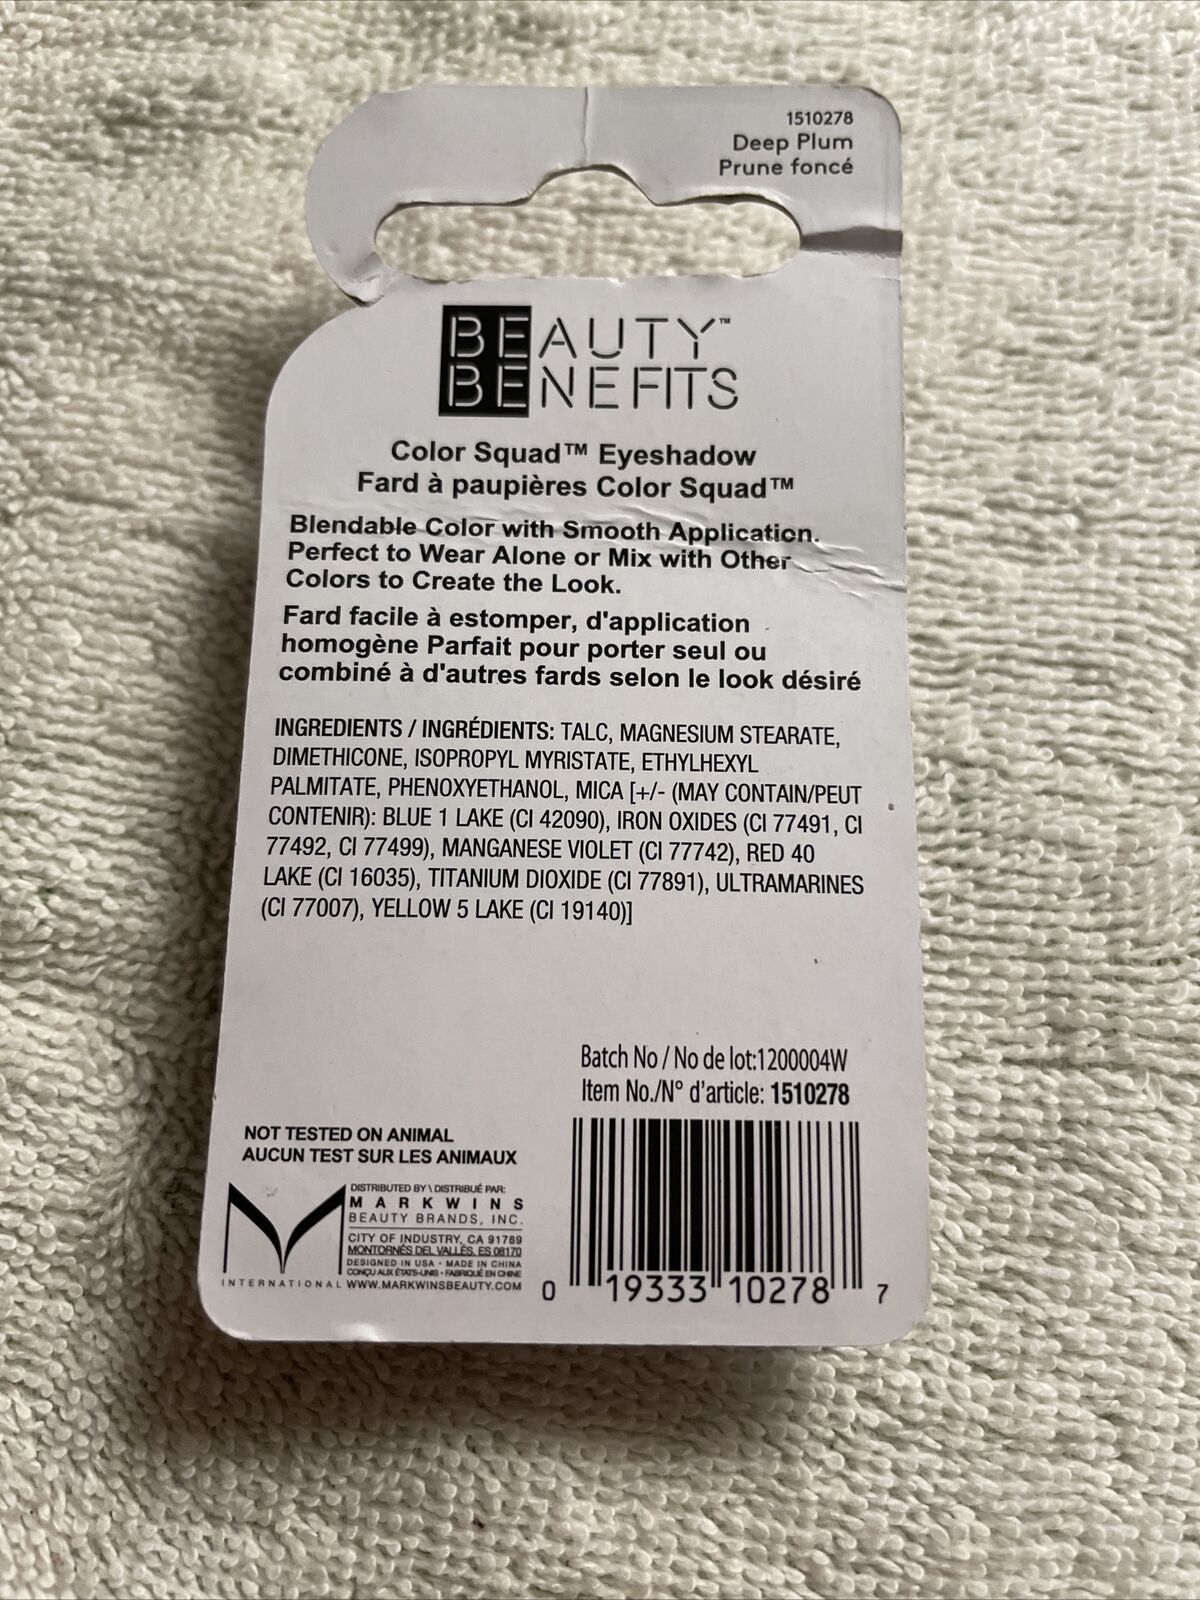 1510278
Deep Plum
Prune foncé
BEAUTY™
BENEFITS
Color Squad™ Eyeshadow
Fard à paupières Color Squad™
Blendable Color with Smooth Application.
Perfect to Wear Alone or Mix with Other
Colors to Create the Look.
Fard facile à estomper, d'application
homogène Parfait pour porter seul ou
combiné à d'autres fards selon le look désiré
INGREDIENTS / INGRÉDIENTS: TALC, MAGNESIUM STEARATE,
DIMETHICONE, ISOPROPYL MYRISTATE, ETHYLHEXYL
PALMITATE, PHENOXYETHANOL, MICA [+/- (MAY CONTAIN/PEUT
CONTENIR): BLUE 1 LAKE (CI 42090), IRON OXIDES (CI 77491, CI
77492, CI 77499), MANGANESE VIOLET (CI 77742), RED 40
LAKE (CI 16035), TITANIUM DIOXIDE (CI 77891), ULTRAMARINES
(CI 77007), YELLOW 5 LAKE (CI 19140)]
Batch No / No de lot:1200004W
Item No./N° d'article: 1510278
NOT TESTED ON ANIMAL
AUCUN TEST SUR LES ANIMAUX
DISTRIBUTED BY \ DISTRIBUÉ PAR:
MARKWINS
BEAUTY BRANDS, INC.
CITY OF INDUSTRY, CA 91789
MONTORNÉS DEL VALLÉS, ES 08170
DESIGNED IN USA • MADE IN CHINA
CONÇU AUX ÉTATS-UNIS • FABRIQUÉ EN CHINE
INTERNATIONAL WWW.MARKWINSBEAUTY.COM
0 19333 10278 7